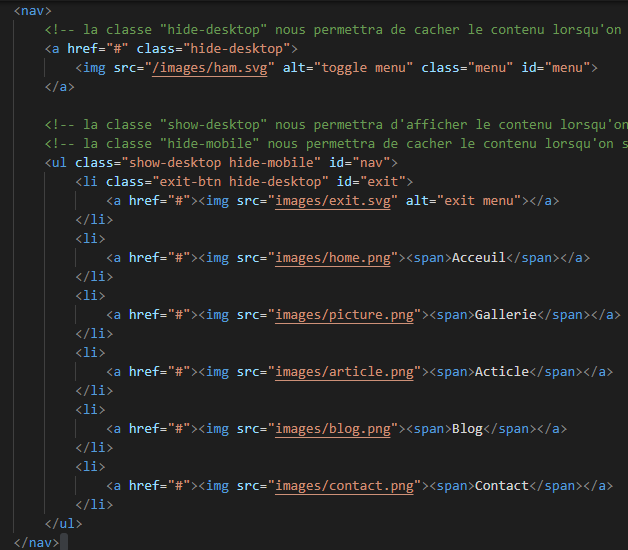 <nav>
<!-- la classe "hide-desktop" nous permettra de cacher le contenu lorsqu'on
<a href="#" class="hide-desktop">
<img src="/images/ham.svg" alt="toggle menu" class="menu" id="menu">
</a>
<!-- la classe "show-desktop" nous permettra d'afficher le contenu lorsqu'on
<!-- la classe "hide-mobile" nous permettra de cacher le contenu lorsqu'on s
<ul class="show-desktop hide-mobile" id="nav">
<li class="exit-btn hide-desktop" id="exit">
<a href="#"><img src="images/exit.svg" alt="exit menu"></a>
</li>
<li>
<a href="#"><img src="images/home.png"><span>Acceuil</span></a>
</li>
<li>
<a href="#"><img src="images/picture.png"><span>Gallerie</span></a>
</li>
<li>
<a href="#"><img src="images/article.png"><span>Acticle</span></a>
</li>
<li>
<a href="#"><img src="images/blog.png"><span>Blog</span></a>
</li>
<li>
<a href="#"><img src="images/contact.png"><span>Contact</span></a>
</li>
</ul>
</nav>